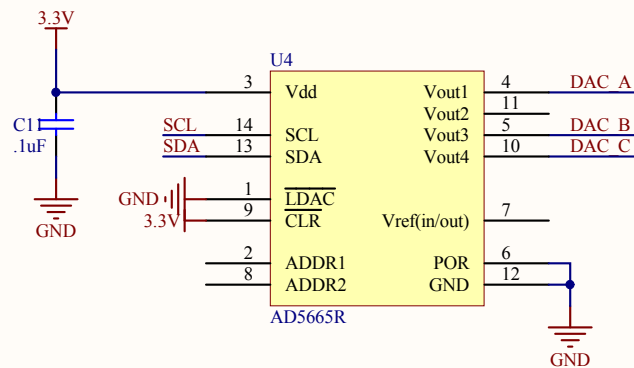 3.3V
U4
3 Vdd Vout1 4 DAC_A
Vout2 11
C11 SCL 14 SCL Vout3 5 DAC_B
.1uF SDA 13 SDA Vout4 10 DAC_C
GND 1 LDAC
3.3V 9 CLR Vref(in/out) 7
GND
2 ADDR1 POR 6
8 ADDR2 GND 12
AD5665R
GND